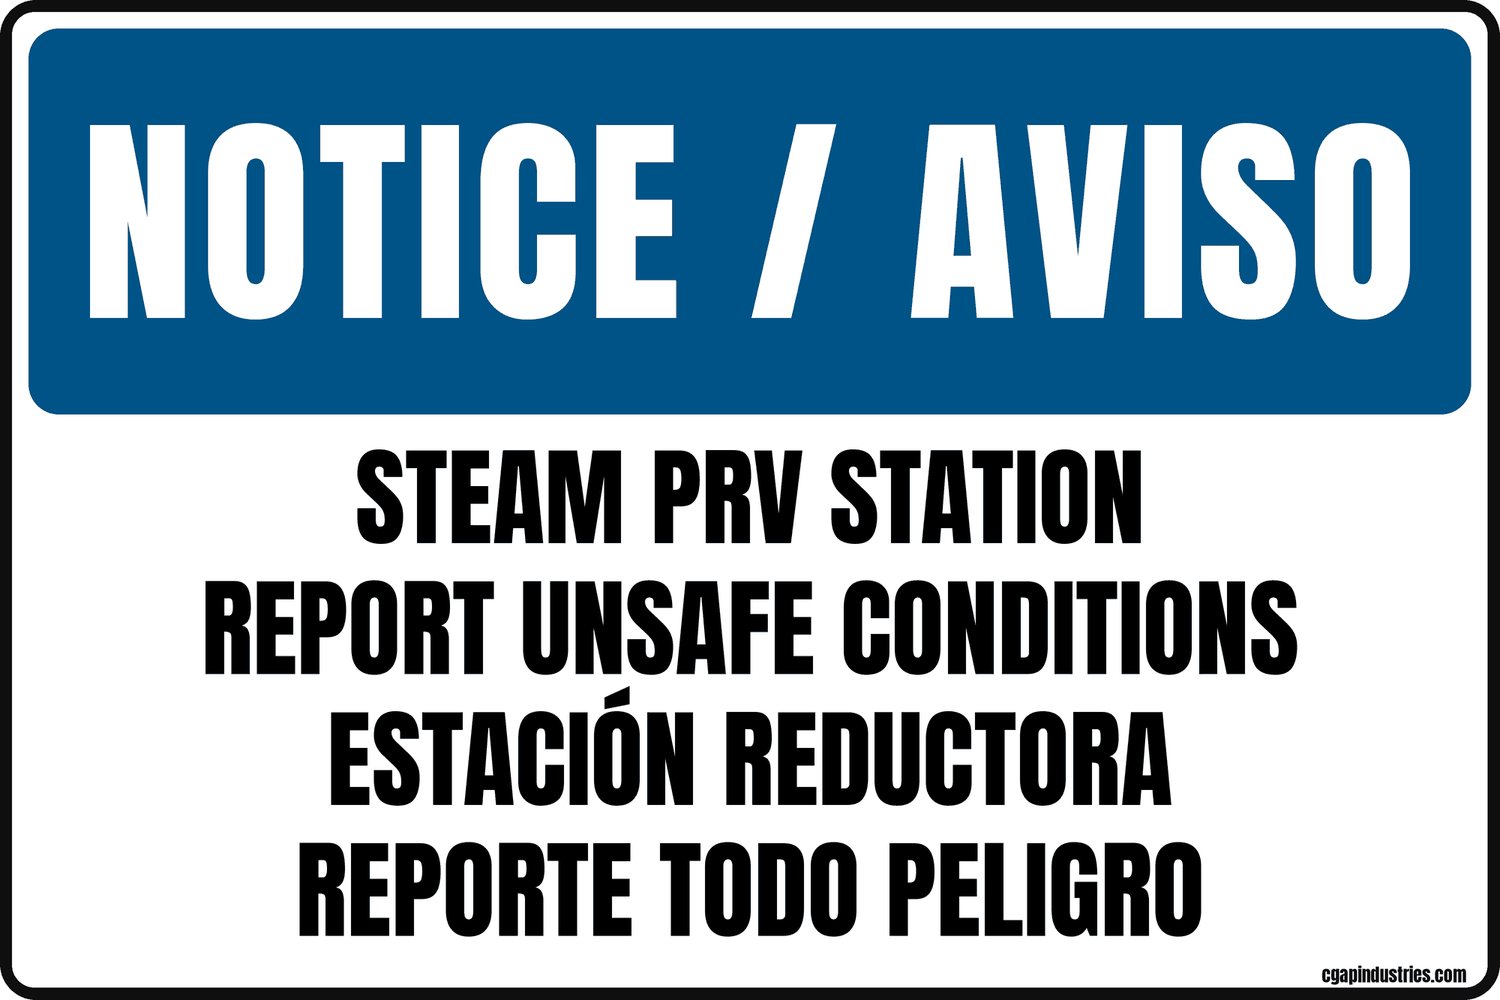 NOTICE / AVISO
STEAM PRV STATION
REPORT UNSAFE CONDITIONS
ESTACIÓN REDUCTORA
REPORTE TODO PELIGRO
cgapindustries.com